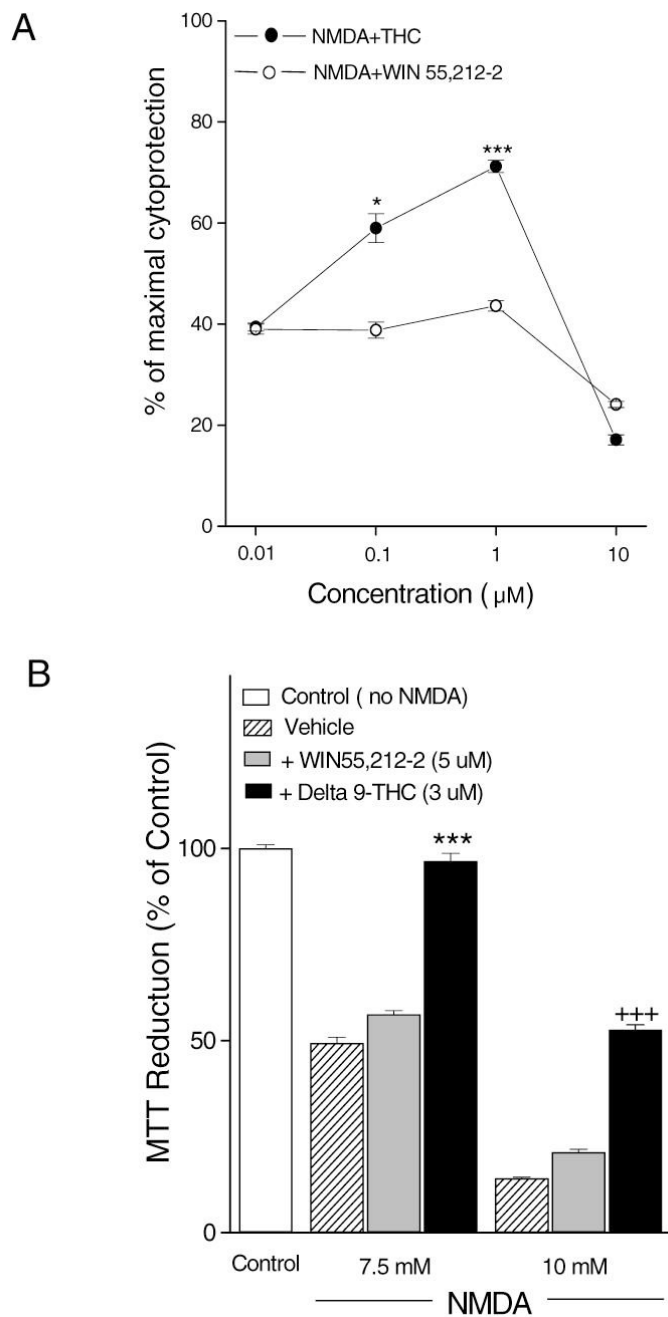 A
NMDA+THC
NMDA+WIN 55,212-2
% of maximal cytoprotection
100
80
60
40
20
0
*
***
0.01 0.1 1 10
Concentration ( µM)
B
Control ( no NMDA)
Vehicle
+ WIN55,212-2 (5 uM)
+ Delta 9-THC (3 uM)
MTT Reductuon (% of Control)
100
50
0
***
+++
Control 7.5 mM 10 mM
NMDA